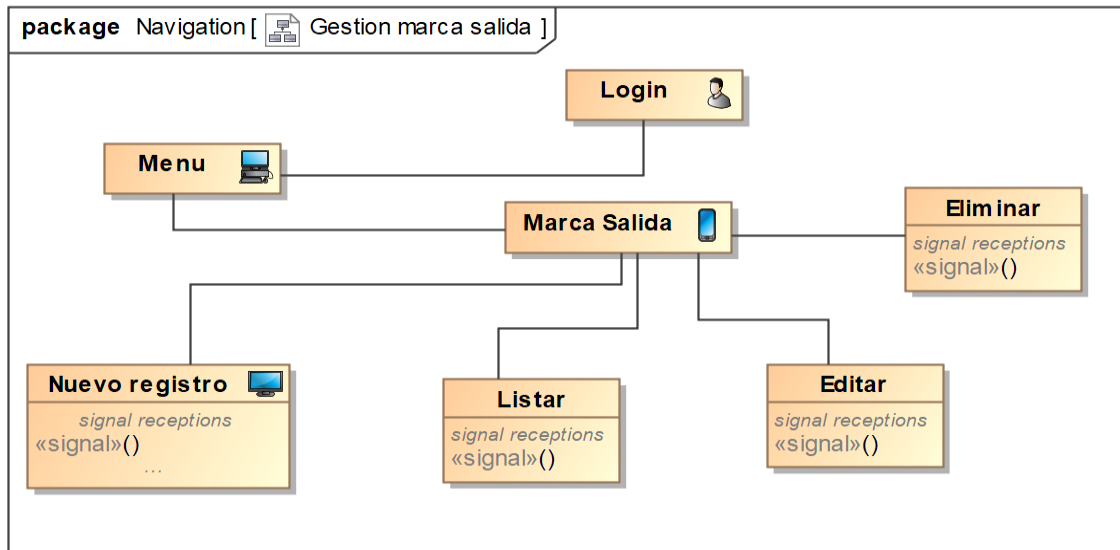 package Navigation [ Gestion marca salida ]
Login
Menu
Marca Salida
Eliminar
signal receptions
«signal»()
Nuevo registro
signal receptions
«signal»()
...
Listar
signal receptions
«signal»()
Editar
signal receptions
«signal»()